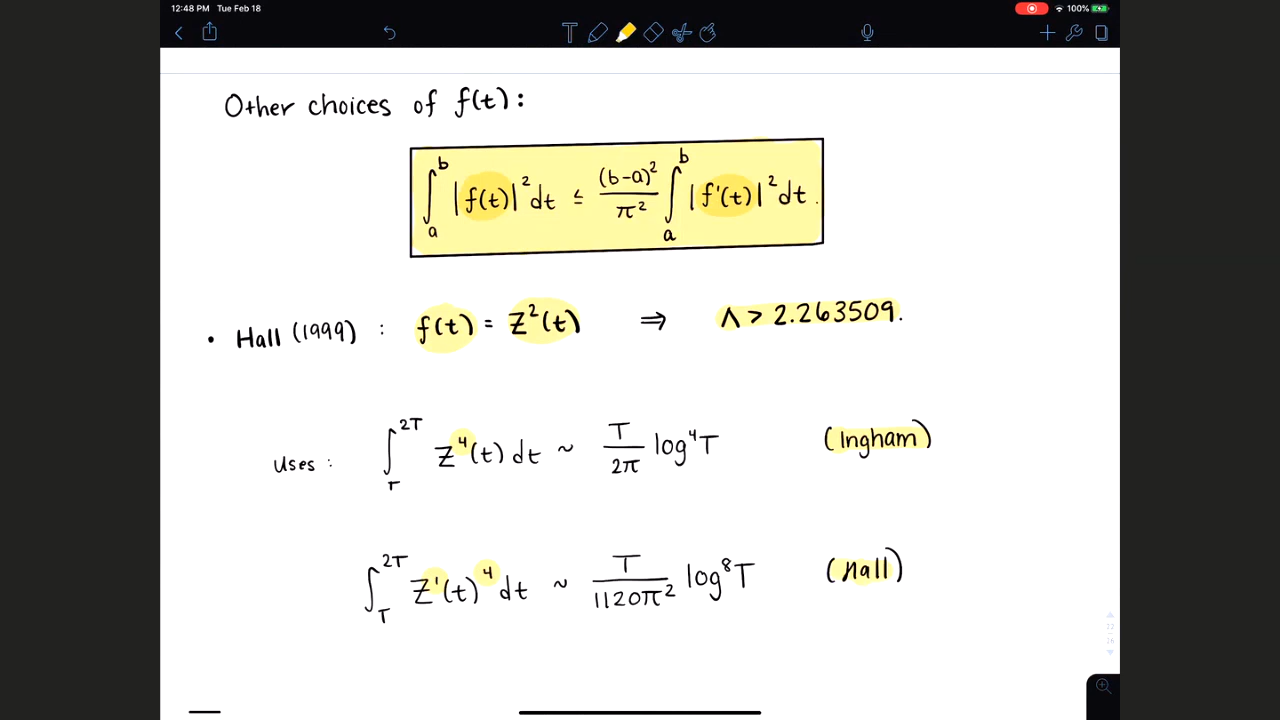 12:48 PM Tue Feb 18
100%
Other choices of f(t):
∫_a^b |f(t)|² dt ≤ (b-a)²/π² ∫_a^b |f'(t)|² dt.
• Hall (1999) : f(t) = Z²(t) ⇒ Λ > 2.263509.
Uses : ∫_T^{2T} Z⁴(t) dt ~ T/2π log⁴T (Ingham)
∫_T^{2T} Z'(t)⁴ dt ~ T/1120π² log⁸T (Hall)
12
16